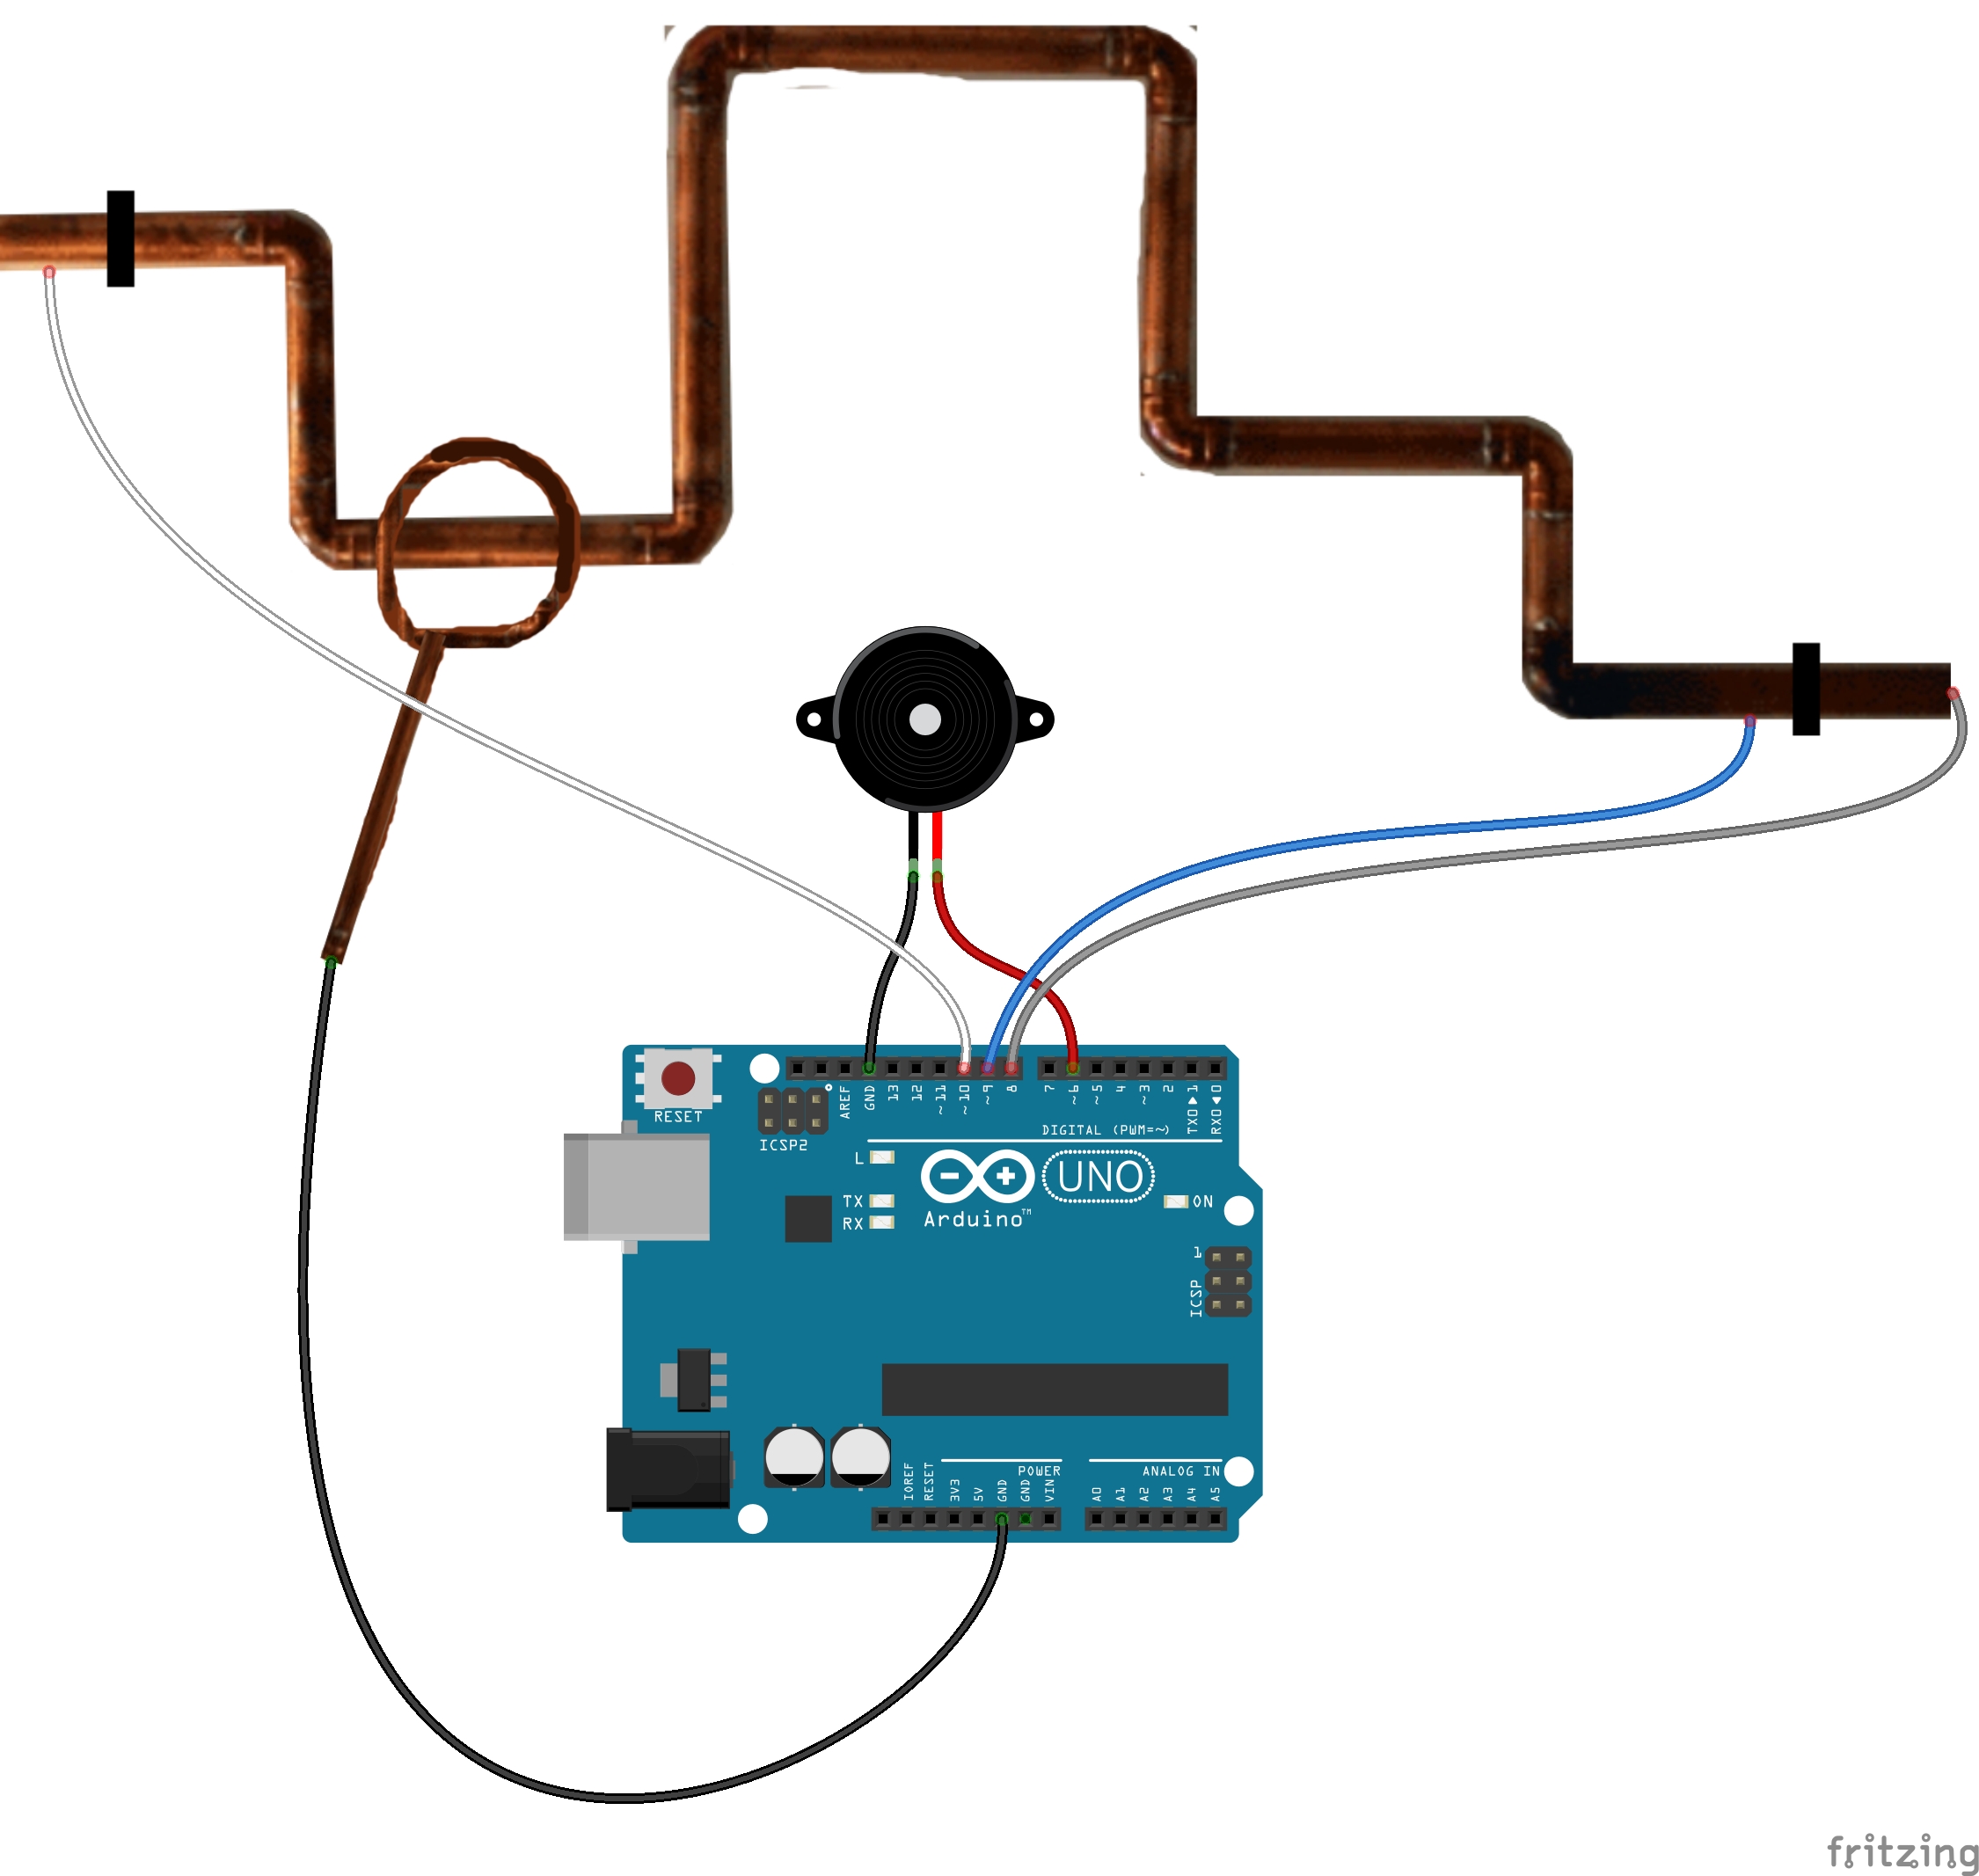 RESET
ICSP2
AREF
GND
13
12
~11
~10
~9
8
7
~6
~5
4
~3
2
TX0▶1
RX0◀0
DIGITAL (PWM=~)
L
TX
RX
UNO
Arduino™
ON
1
ICSP
IOREF
RESET
3V3
5V
GND
GND
VIN
POWER
ANALOG IN
A0
A1
A2
A3
A4
A5
fritzing